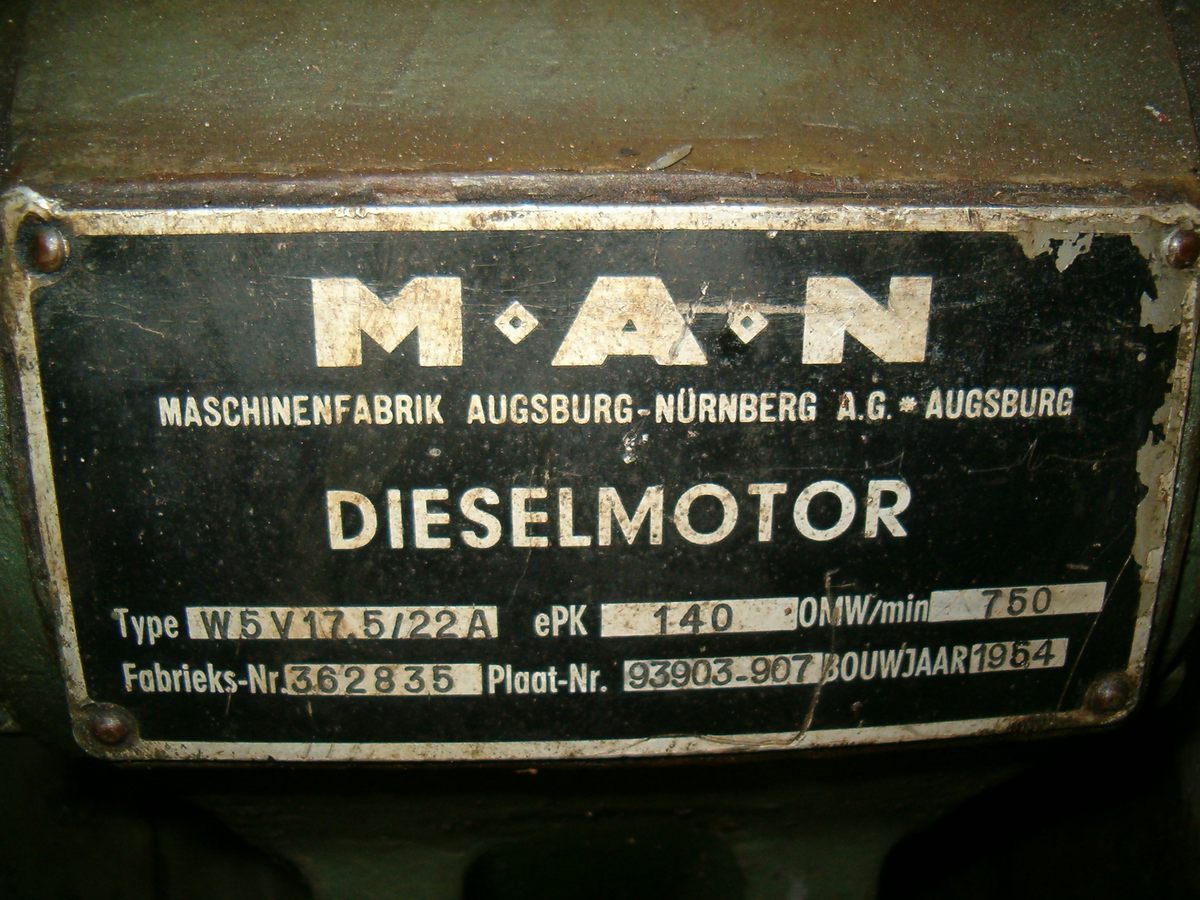 M·A·N
MASCHINENFABRIK AUGSBURG-NÜRNBERG A.G. * AUGSBURG
DIESELMOTOR
Type W5V17.5/22A ePK 140 OMW/min 750
Fabrieks-Nr. 362835 Plaat-Nr. 93903-907 BOUWJAAR 1954